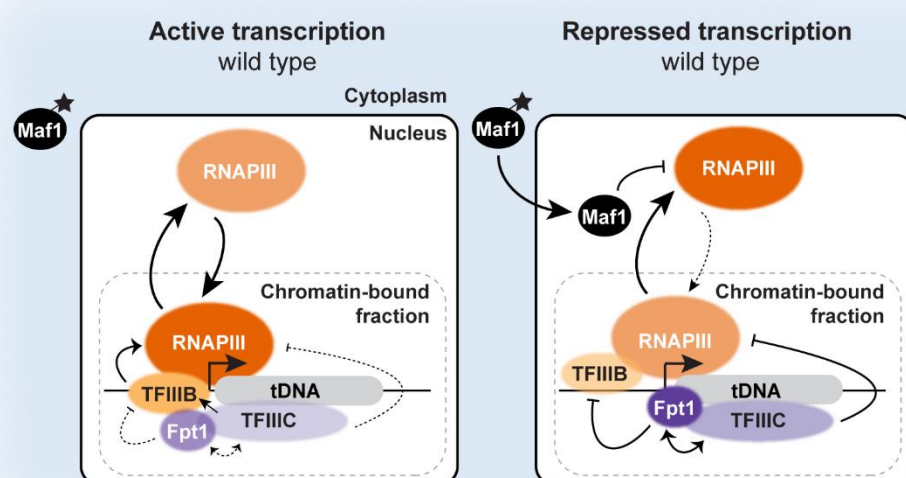 Active transcription
wild type
Maf1
Cytoplasm
Nucleus
RNAPIII
Chromatin-bound
fraction
RNAPIII
TFIIIB
tDNA
Fpt1
TFIIIC
Repressed transcription
wild type
Maf1
RNAPIII
Maf1
Chromatin-bound
fraction
RNAPIII
TFIIIB
tDNA
Fpt1
TFIIIC